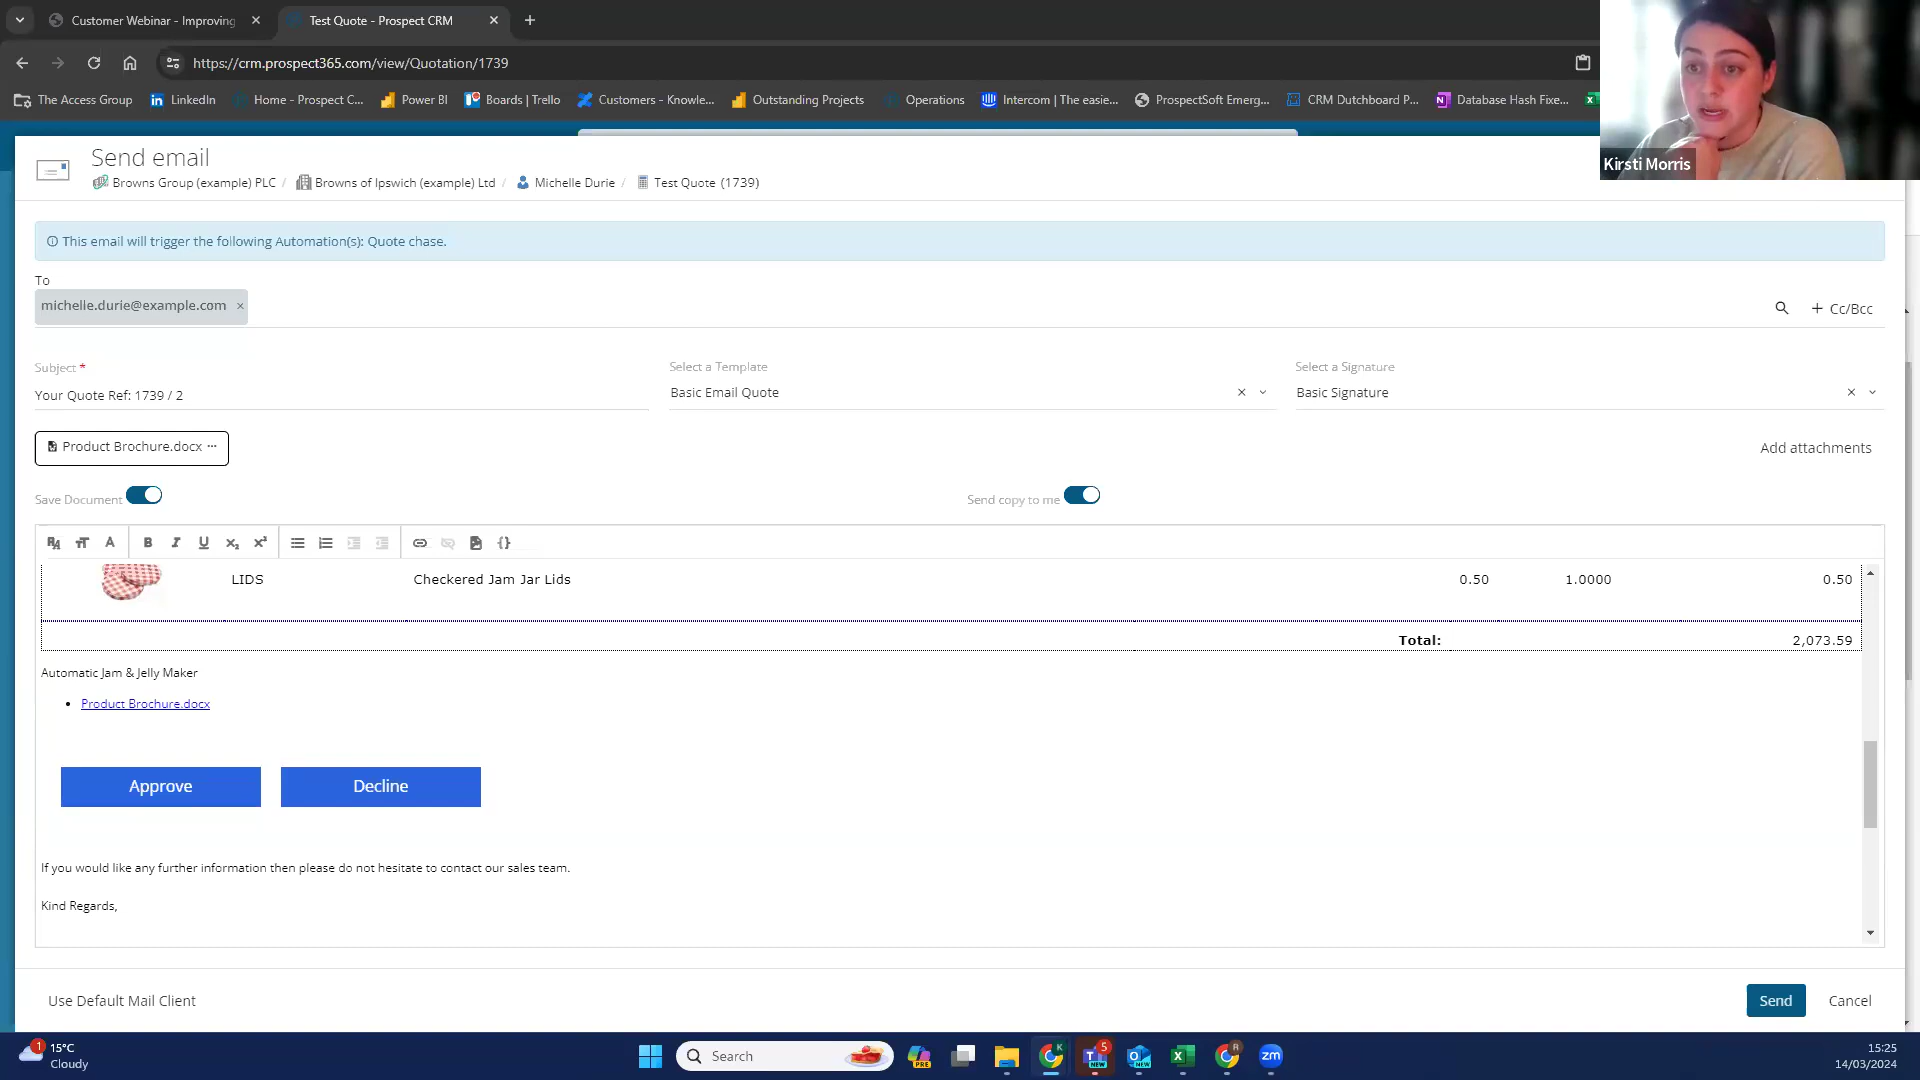 Customer Webinar - Improving
Test Quote - Prospect CRM
https://crm.prospect365.com/view/Quotation/1739
The Access Group
LinkedIn
Home - Prospect C...
Power BI
Boards | Trello
Customers - Knowle...
Outstanding Projects
Operations
Intercom | The easie...
ProspectSoft Emerg...
CRM Dutchboard P...
Database Hash Fixe...
Kirsti Morris
Send email
Browns Group (example) PLC / Browns of Ipswich (example) Ltd / Michelle Durie / Test Quote (1739)
This email will trigger the following Automation(s): Quote chase.
To
michelle.durie@example.com ×
+ Cc/Bcc
Subject *
Select a Template
Select a Signature
Your Quote Ref: 1739 / 2
Basic Email Quote
Basic Signature
Product Brochure.docx ...
Add attachments
Save Document
Send copy to me
LIDS Checkered Jam Jar Lids 0.50 1.0000 0.50
Total: 2,073.59
Automatic Jam & Jelly Maker
• Product Brochure.docx
Approve
Decline
If you would like any further information then please do not hesitate to contact our sales team.
Kind Regards,
Use Default Mail Client
Send
Cancel
1
15°C
Cloudy
Search
PRE
K
5
NEW
NEW
R
zm
15:25
14/03/2024